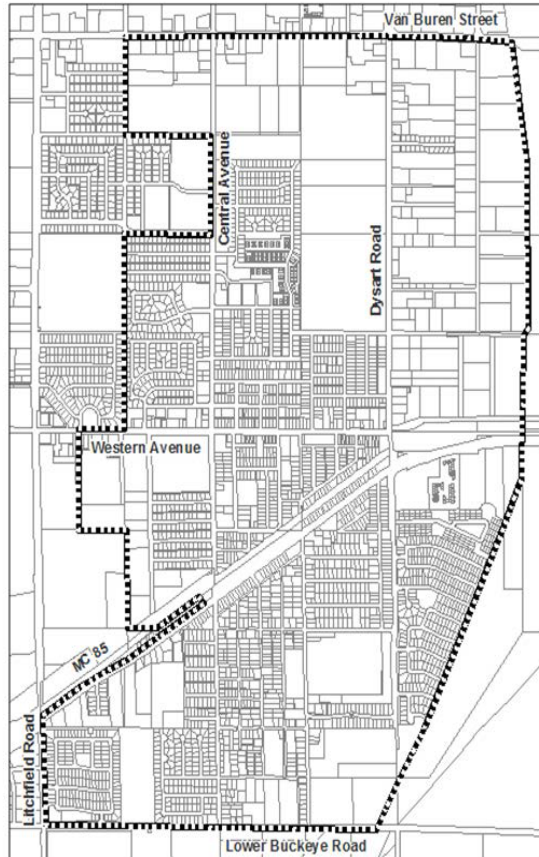 Van Buren Street
Central Avenue
Dysart Road
Western Avenue
MC 85
Litchfield Road
Lower Buckeye Road